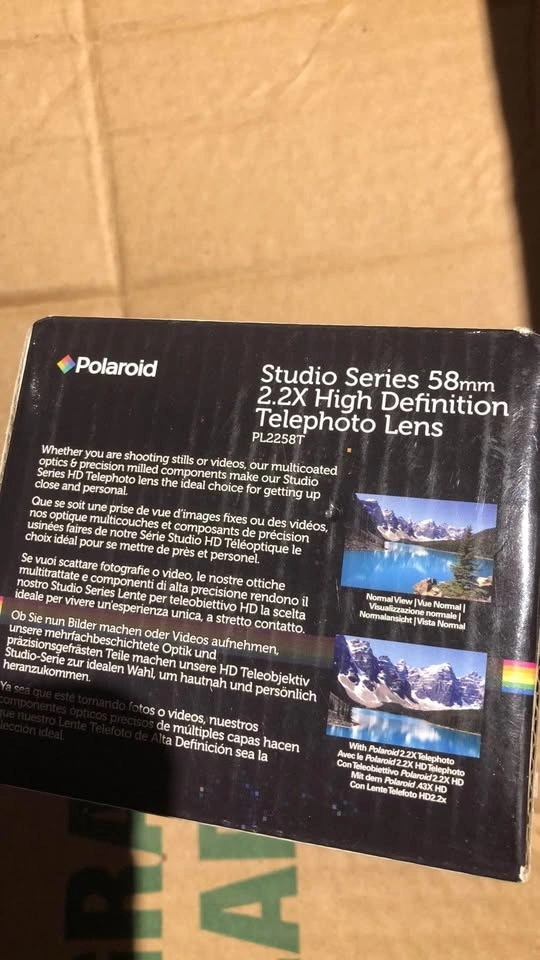 Polaroid
Studio Series 58mm
2.2X High Definition
Telephoto Lens
PL2258T
Whether you are shooting stills or videos, our multicoated
optics & precision milled components make our Studio
Series HD Telephoto lens the ideal choice for getting up
close and personal.
Que se soit une prise de vue d'images fixes ou des vidéos,
nos optique multicouches et composants de précision
usinées faires de notre Série Studio HD Téléoptique le
choix idéal pour se mettre de près et personel.
Se vuoi scattare fotografie o video, le nostre ottiche
multitrattate e componenti di alta precisione rendono il
nostro Studio Series Lente per teleobiettivo HD la scelta
ideale per vivere un'esperienza unica, a stretto contatto.
Ob Sie nun Bilder machen oder Videos aufnehmen,
unsere mehrfachbeschichtete Optik und
präzisionsgefrästen Teile machen unsere HD Teleobjektiv
Studio-Serie zur idealen Wahl, um hautnah und persönlich
heranzukommen.
Ya sea que esté tomando fotos o videos, nuestros
componentes ópticos precisos de múltiples capas hacen
que nuestro Lente Telefoto de Alta Definición sea la
elección ideal.
Normal View | Vue Normal |
Visualizzazione normale |
Normalansicht | Vista Normal
With Polaroid 2.2X Telephoto
Avec le Polaroid 2.2X HD Telephoto
Con Teleobiettivo Polaroid 2.2X HD
Mit dem Polaroid .43X HD
Con Lente Telefoto HD 2.2x